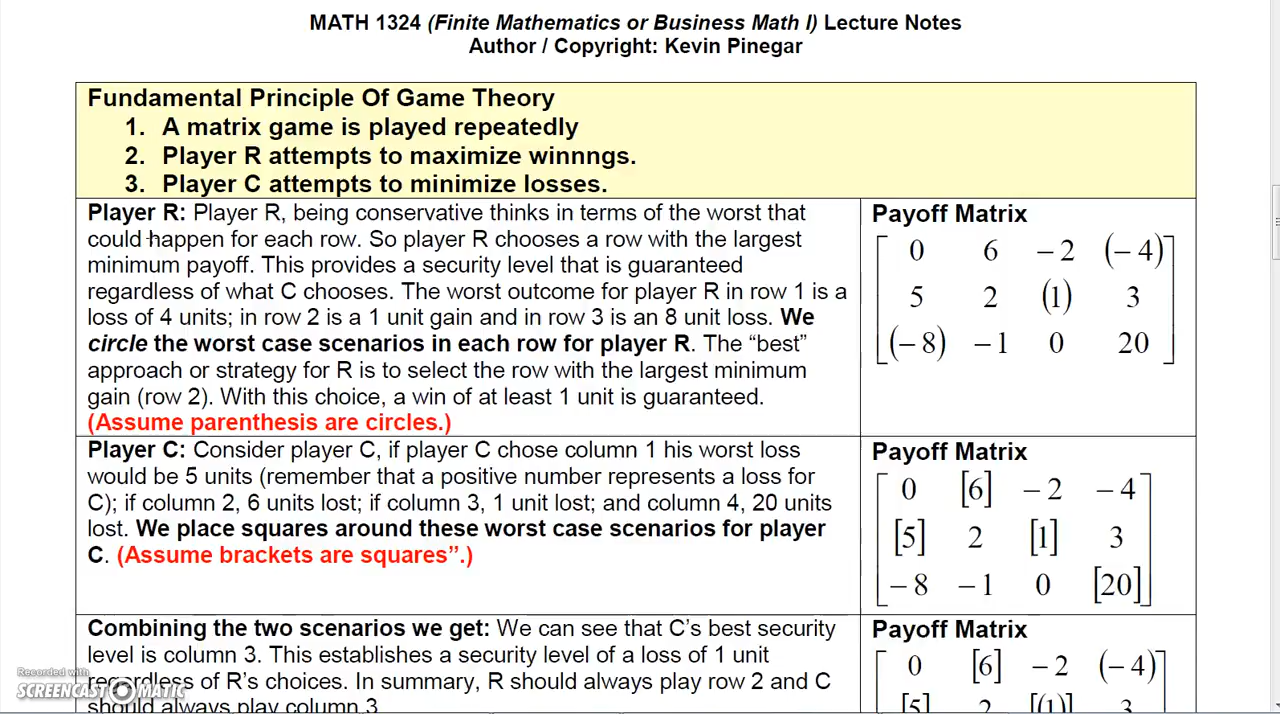 MATH 1324 (Finite Mathematics or Business Math I) Lecture Notes
Author / Copyright: Kevin Pinegar
Fundamental Principle Of Game Theory
1. A matrix game is played repeatedly
2. Player R attempts to maximize winnngs.
3. Player C attempts to minimize losses.
Player R: Player R, being conservative thinks in terms of the worst that
could happen for each row. So player R chooses a row with the largest
minimum payoff. This provides a security level that is guaranteed
regardless of what C chooses. The worst outcome for player R in row 1 is a
loss of 4 units; in row 2 is a 1 unit gain and in row 3 is an 8 unit loss. We
circle the worst case scenarios in each row for player R. The “best”
approach or strategy for R is to select the row with the largest minimum
gain (row 2). With this choice, a win of at least 1 unit is guaranteed.
(Assume parenthesis are circles.)
Payoff Matrix
0 6 −2 (−4)
5 2 (1) 3
(−8) −1 0 20
Player C: Consider player C, if player C chose column 1 his worst loss
would be 5 units (remember that a positive number represents a loss for
C); if column 2, 6 units lost; if column 3, 1 unit lost; and column 4, 20 units
lost. We place squares around these worst case scenarios for player
C. (Assume brackets are squares”.)
Payoff Matrix
0 [6] −2 −4
[5] 2 [1] 3
−8 −1 0 [20]
Combining the two scenarios we get: We can see that C’s best security
level is column 3. This establishes a security level of a loss of 1 unit
regardless of R’s choices. In summary, R should always play row 2 and C
should always play column 3
Payoff Matrix
0 [6] −2 (−4)
[5] 2 [(1)] 3
Recorded with
SCREENCAST MATIC